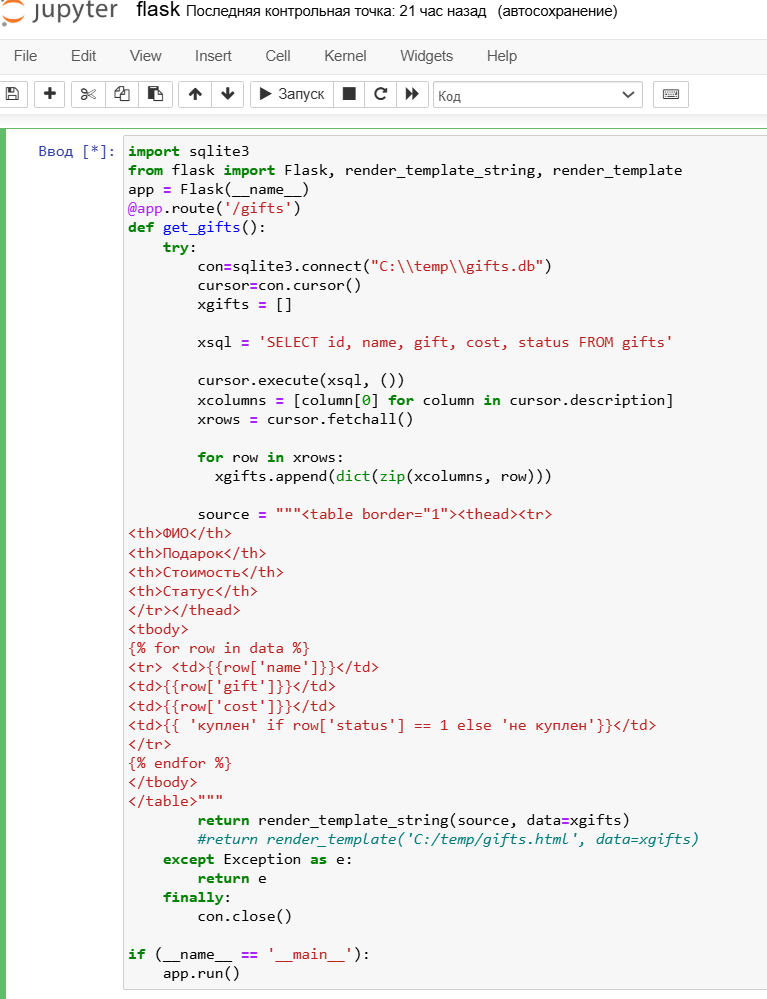 jupyter flask Последняя контрольная точка: 21 час назад (автосохранение)
File Edit View Insert Cell Kernel Widgets Help
Запуск Код
Ввод [*]:
import sqlite3
from flask import Flask, render_template_string, render_template
app = Flask(__name__)
@app.route('/gifts')
def get_gifts():
    try:
        con=sqlite3.connect("C:\\temp\\gifts.db")
        cursor=con.cursor()
        xgifts = []

        xsql = 'SELECT id, name, gift, cost, status FROM gifts'

        cursor.execute(xsql, ())
        xcolumns = [column[0] for column in cursor.description]
        xrows = cursor.fetchall()

        for row in xrows:
          xgifts.append(dict(zip(xcolumns, row)))

        source = """<table border="1"><thead><tr>
<th>ФИО</th>
<th>Подарок</th>
<th>Стоимость</th>
<th>Статус</th>
</tr></thead>
<tbody>
{% for row in data %}
<tr> <td>{{row['name']}}</td>
<td>{{row['gift']}}</td>
<td>{{row['cost']}}</td>
<td>{{ 'куплен' if row['status'] == 1 else 'не куплен'}}</td>
</tr>
{% endfor %}
</tbody>
</table>"""
        return render_template_string(source, data=xgifts)
        #return render_template('C:/temp/gifts.html', data=xgifts)
    except Exception as e:
        return e
    finally:
        con.close()

if (__name__ == '__main__'):
    app.run()